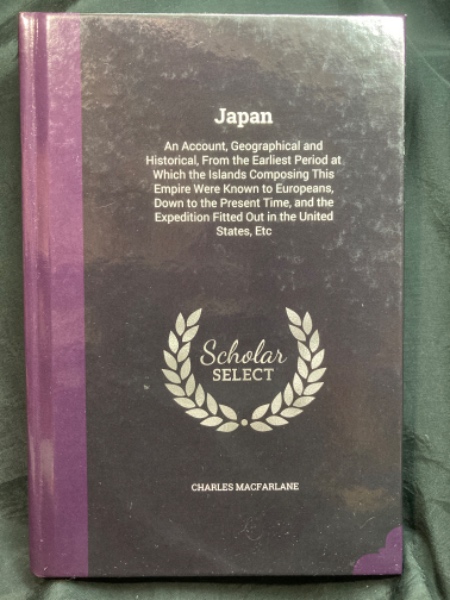 Japan
An Account, Geographical and
Historical, From the Earliest Period at
Which the Islands Composing This
Empire Were Known to Europeans,
Down to the Present Time, and the
Expedition Fitted Out in the United
States, Etc
Scholar
SELECT
CHARLES MACFARLANE